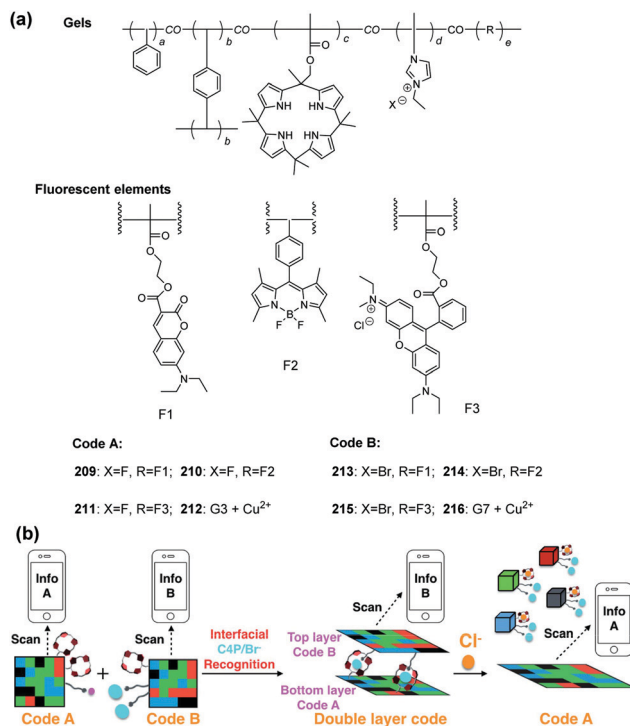 (a)
Gels
a CO b CO c CO d CO R e
O O
N
N
⊕
X⊖
NH HN
NH HN
b
Fluorescent elements
O O O
O O
O O O
N
F1
N N
B
F F
F2
O O O
O O
N ⊕
Cl⊖
O
N
F3
Code A:
209: X=F, R=F1; 210: X=F, R=F2
211: X=F, R=F3; 212: G3 + Cu2+
Code B:
213: X=Br, R=F1; 214: X=Br, R=F2
215: X=Br, R=F3; 216: G7 + Cu2+
(b)
Info A
Scan
Code A
+
Info B
Scan
Code B
Interfacial
C4P/Br-
Recognition
Info B
Scan
Top layer
Code B
Bottom layer
Code A
Double layer code
Cl-
Info A
Scan
Code A